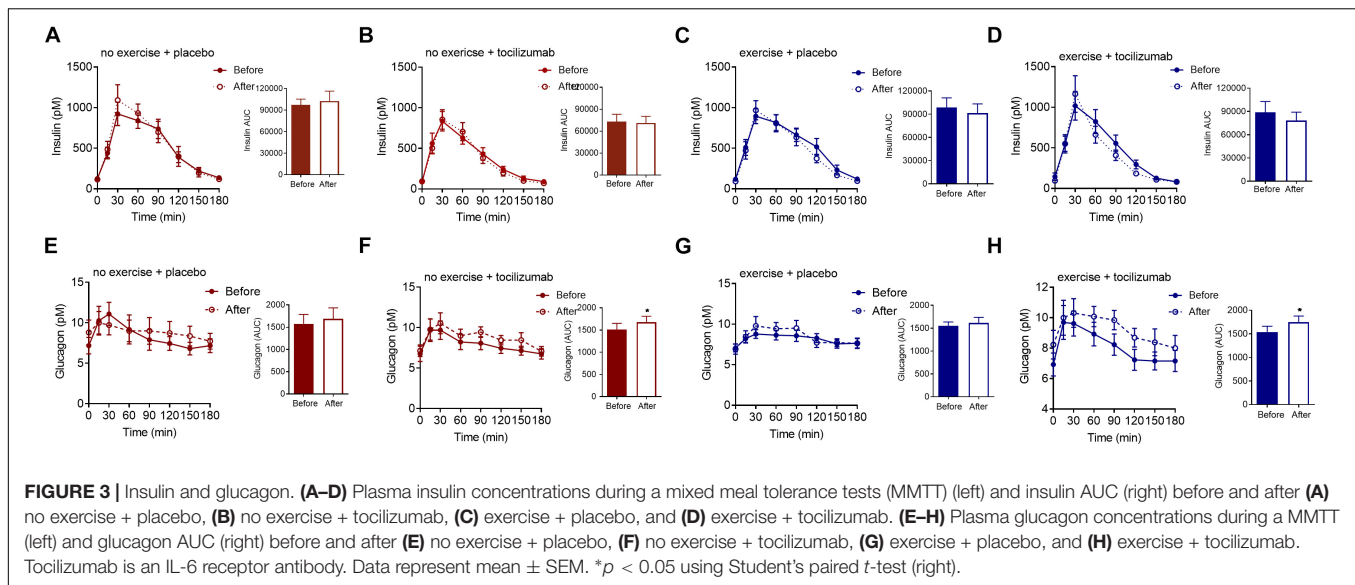 A
no exercise + placebo
Before
After
Insulin (pM)
1500
1000
500
0
0 30 60 90 120 150 180
Time (min)
Insulin AUC
120000
90000
60000
30000
0
Before After
B
no exericse + tocilizumab
Before
After
Insulin (pM)
1500
1000
500
0
0 30 60 90 120 150 180
Time (min)
Insulin AUC
120000
90000
60000
30000
0
Before After
C
exercise + placebo
Before
After
Insulin (pM)
1500
1000
500
0
0 30 60 90 120 150 180
Time (min)
Insulin AUC
120000
90000
60000
30000
0
Before After
D
exercise + tocilizumab
Before
After
Insulin (pM)
1500
1000
500
0
0 30 60 90 120 150 180
Time (min)
Insulin AUC
120000
90000
60000
30000
0
Before After
E
no exercise + placebo
Before
After
Glucagon (pM)
15
10
5
0
0 30 60 90 120 150 180
Time (min)
Glucagon (AUC)
2000
1500
1000
500
0
Before After
F
no exercise + tocilizumab
Before
After
Glucagon (pM)
15
10
5
0
0 30 60 90 120 150 180
Time (min)
Glucagon (AUC)
2000
1500
1000
500
0
*
Before After
G
exercise + placebo
Before
After
Glucagon (pM)
15
10
5
0
0 30 60 90 120 150 180
Time (min)
Glucagon (AUC)
2000
1500
1000
500
0
Before After
H
exercise + tocilizumab
Before
After
Glucagon (pM)
12
10
8
6
4
0 30 60 90 120 150 180
Time (min)
Glucagon (AUC)
2000
1500
1000
500
0
*
Before After
FIGURE 3 | Insulin and glucagon. (A–D) Plasma insulin concentrations during a mixed meal tolerance tests (MMTT) (left) and insulin AUC (right) before and after (A)
no exercise + placebo, (B) no exercise + tocilizumab, (C) exercise + placebo, and (D) exercise + tocilizumab. (E–H) Plasma glucagon concentrations during a MMTT
(left) and glucagon AUC (right) before and after (E) no exercise + placebo, (F) no exercise + tocilizumab, (G) exercise + placebo, and (H) exercise + tocilizumab.
Tocilizumab is an IL-6 receptor antibody. Data represent mean ± SEM. *p < 0.05 using Student's paired t-test (right).